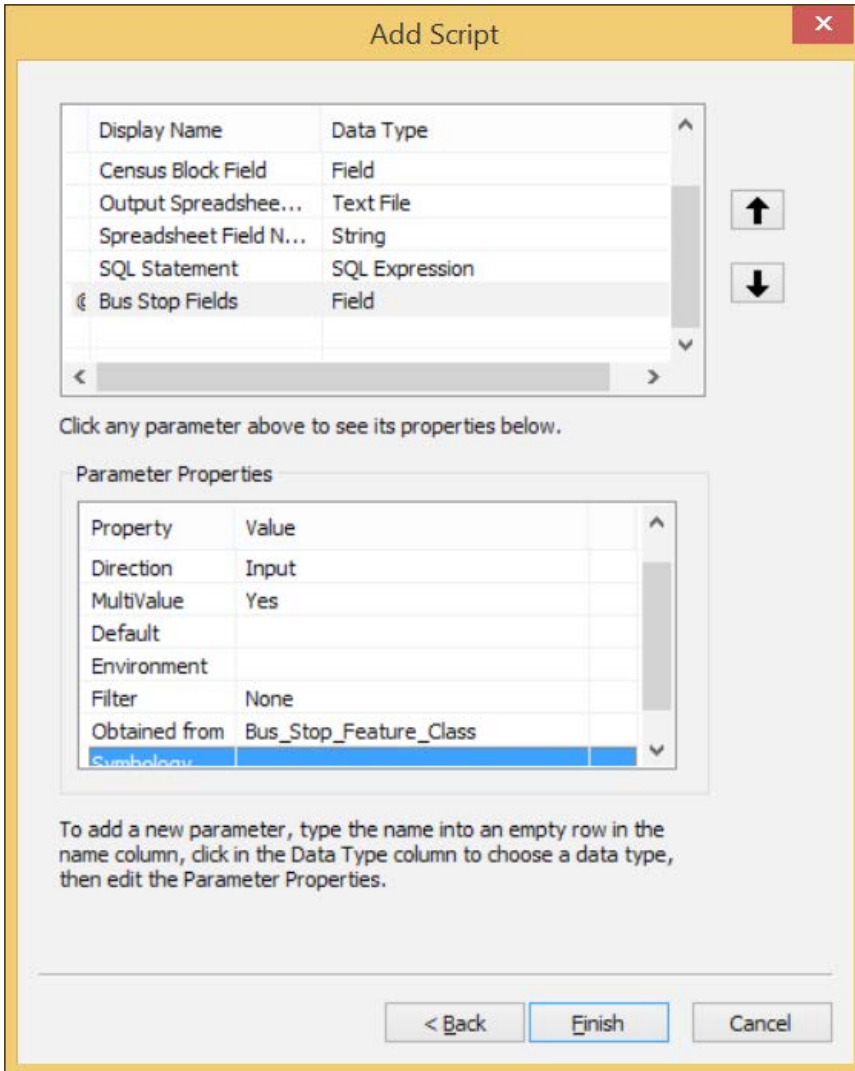 Add Script
Display Name Data Type
Census Block Field Field
Output Spreadshee... Text File
Spreadsheet Field N... String
SQL Statement SQL Expression
Bus Stop Fields Field
Click any parameter above to see its properties below.
Parameter Properties
Property Value
Direction Input
MultiValue Yes
Default
Environment
Filter None
Obtained from Bus_Stop_Feature_Class
Symbology
To add a new parameter, type the name into an empty row in the
name column, click in the Data Type column to choose a data type,
then edit the Parameter Properties.
< Back Finish Cancel